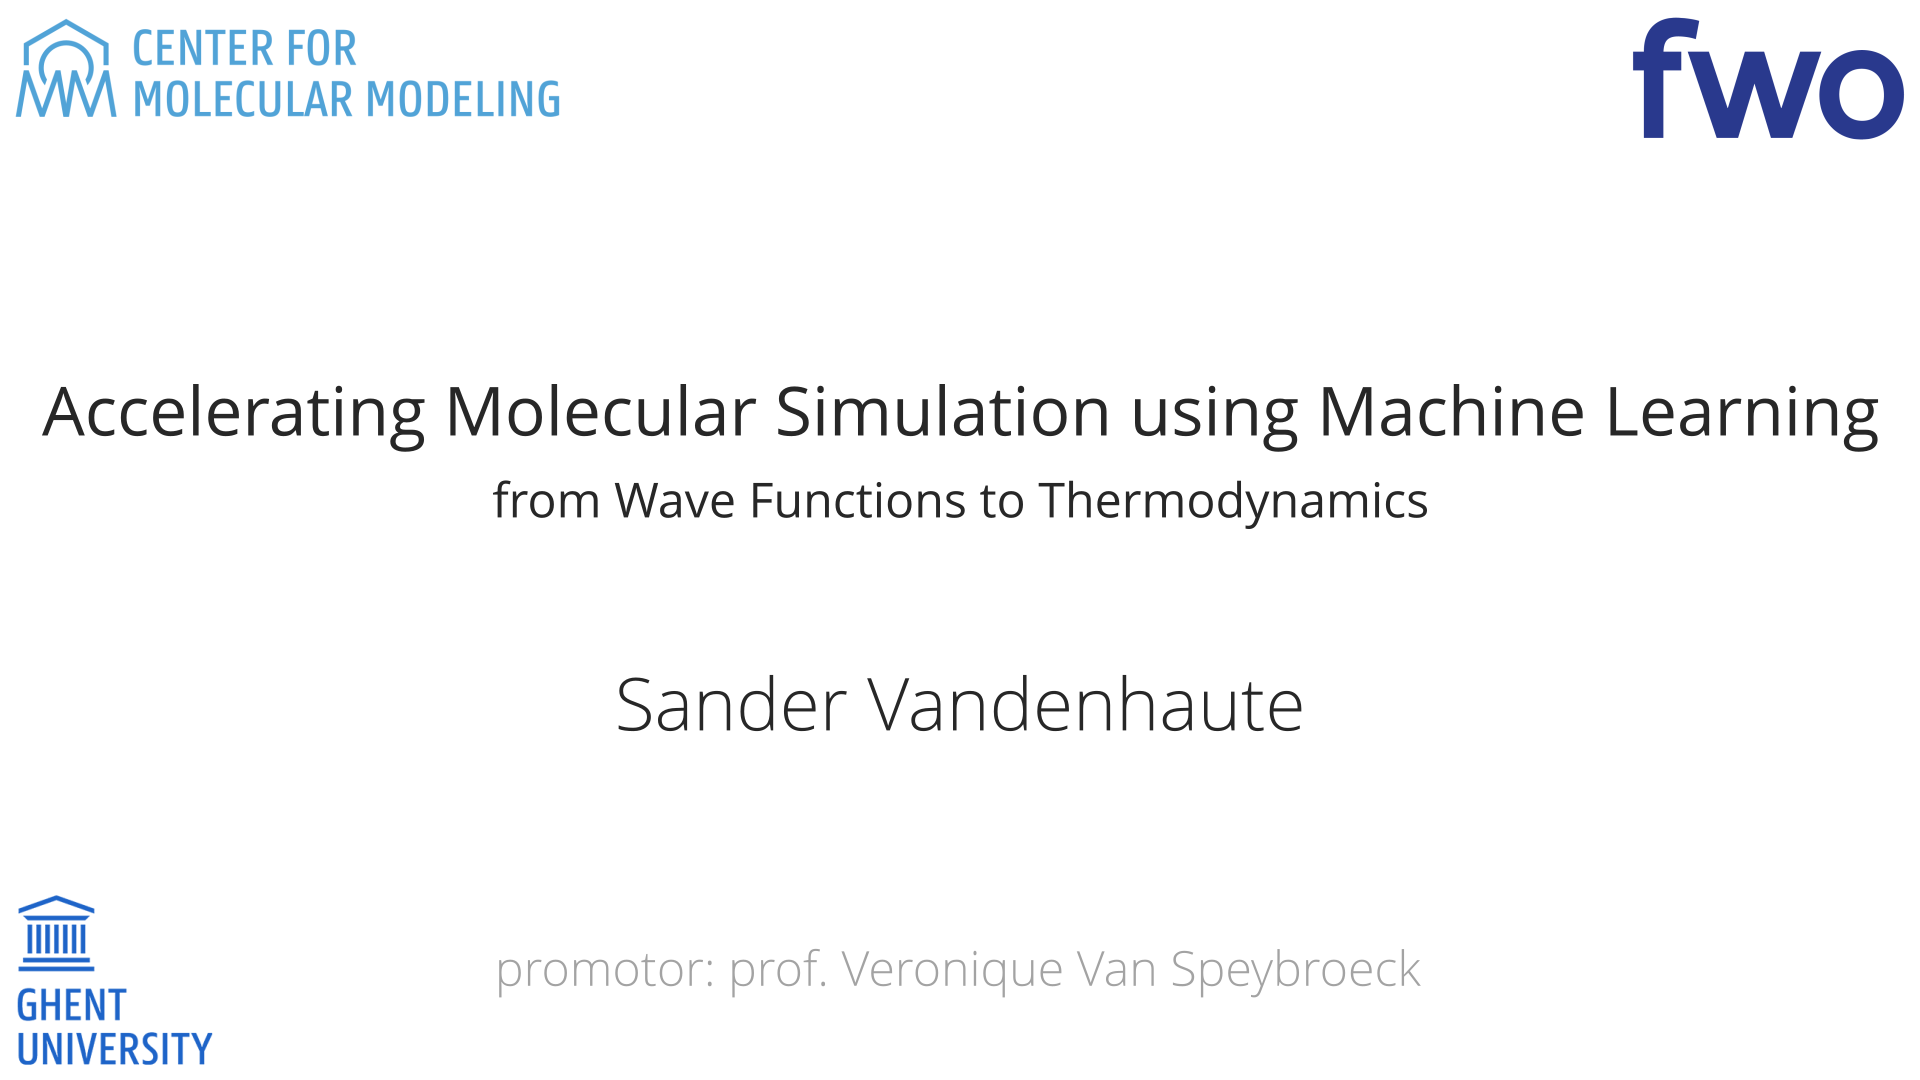 CENTER FOR
MOLECULAR MODELING
fwo
Accelerating Molecular Simulation using Machine Learning
from Wave Functions to Thermodynamics
Sander Vandenhaute
promotor: prof. Veronique Van Speybroeck
GHENT
UNIVERSITY